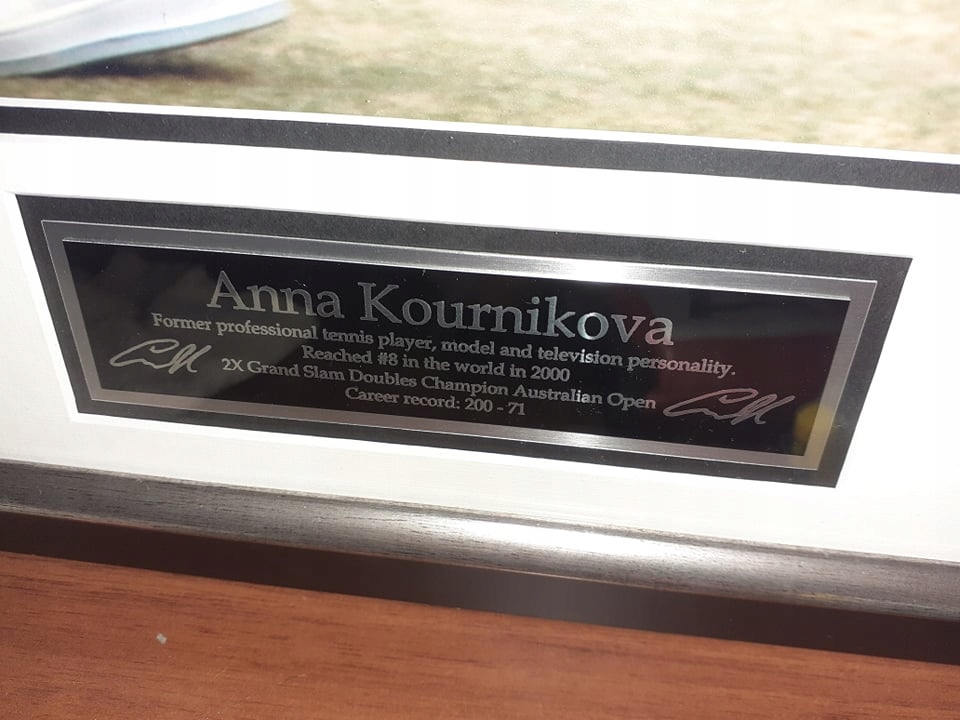 Anna Kournikova
Former professional tennis player, model and television personality.
Reached #8 in the world in 2000
2X Grand Slam Doubles Champion Australian Open
Career record: 200 - 71